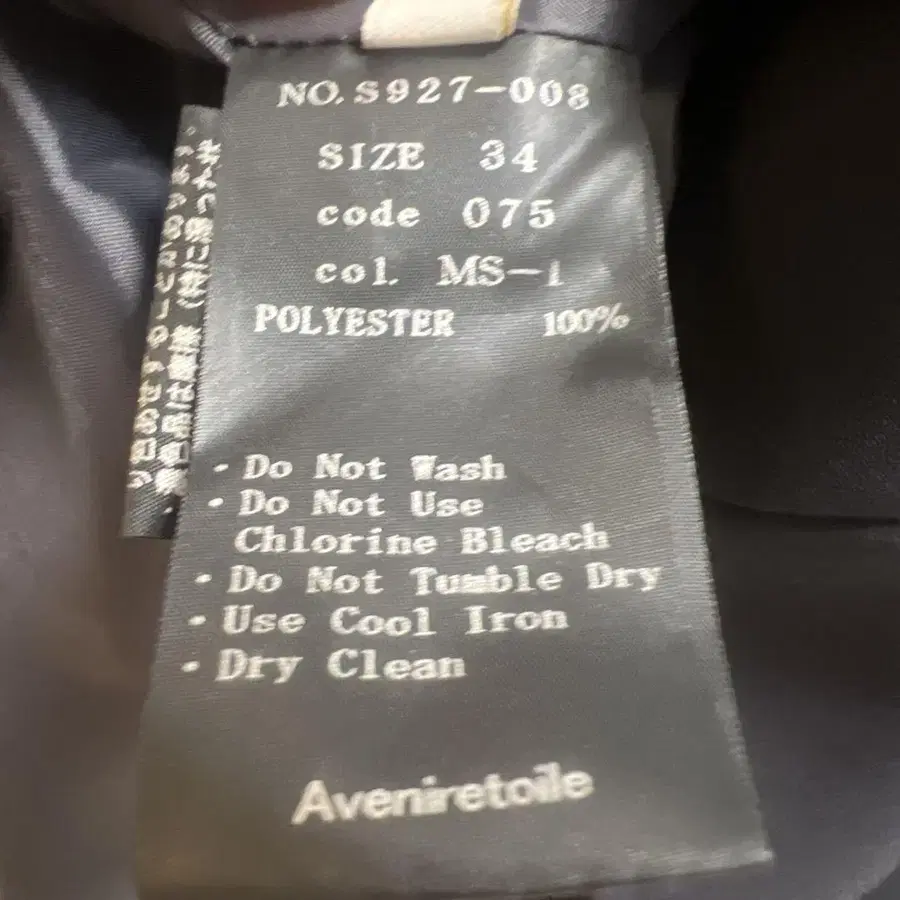 NO. S927-008
SIZE 34
code 075
col. MS-1
POLYESTER 100%
・Do Not Wash
・Do Not Use
Chlorine Bleach
・Do Not Tumble Dry
・Use Cool Iron
・Dry Clean
Aveniretoile